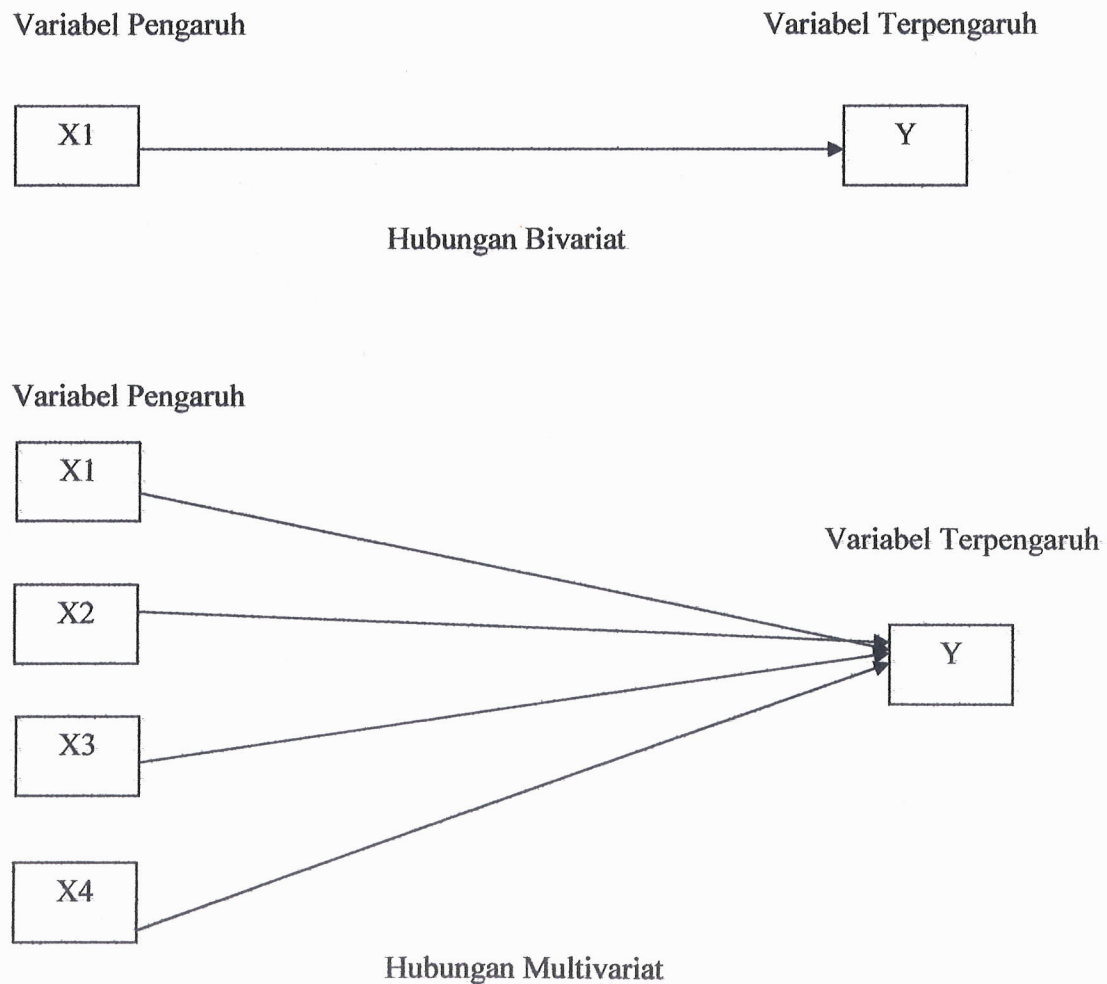 Variabel Pengaruh
Variabel Terpengaruh
X1
Y
Hubungan Bivariat
Variabel Pengaruh
X1
Variabel Terpengaruh
X2
Y
X3
X4
Hubungan Multivariat